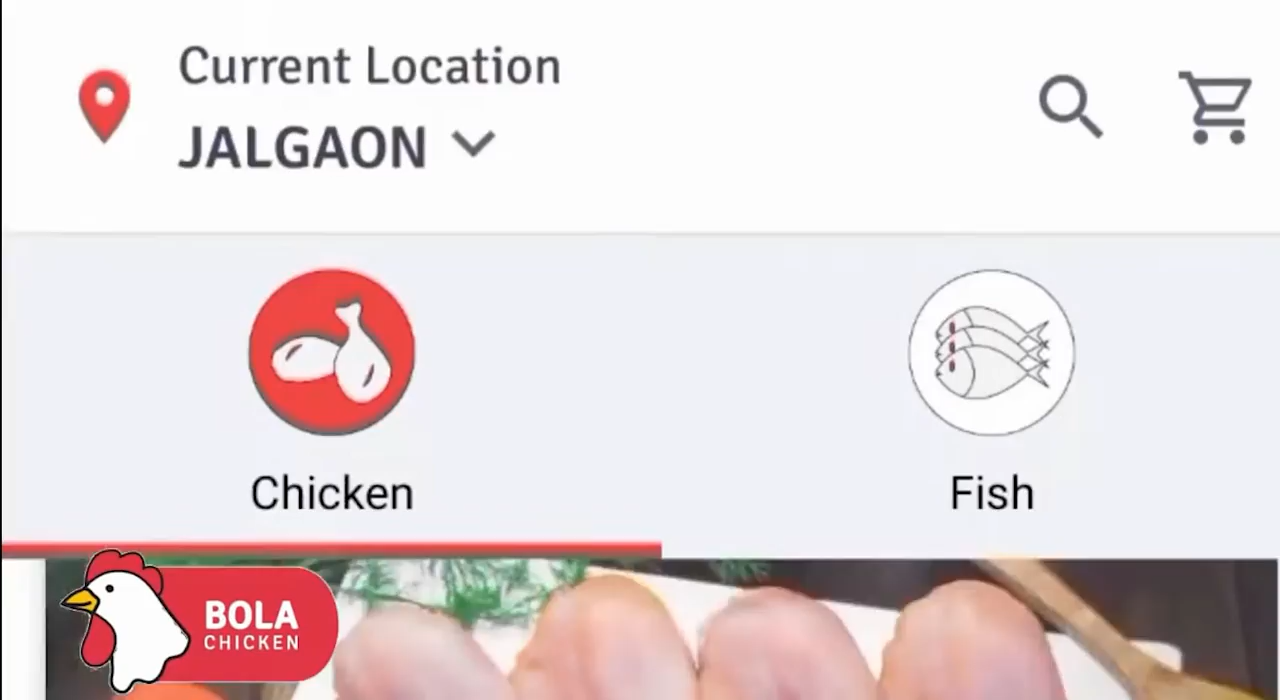 Current Location
JALGAON
Chicken
Fish
BOLA
CHICKEN